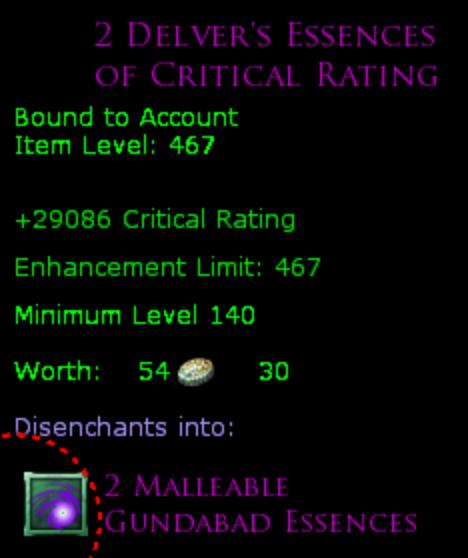 2 Delver's Essences
of Critical Rating
Bound to Account
Item Level: 467
+29086 Critical Rating
Enhancement Limit: 467
Minimum Level 140
Worth: 54 30
Disenchants into:
2 Malleable
Gundabad Essences